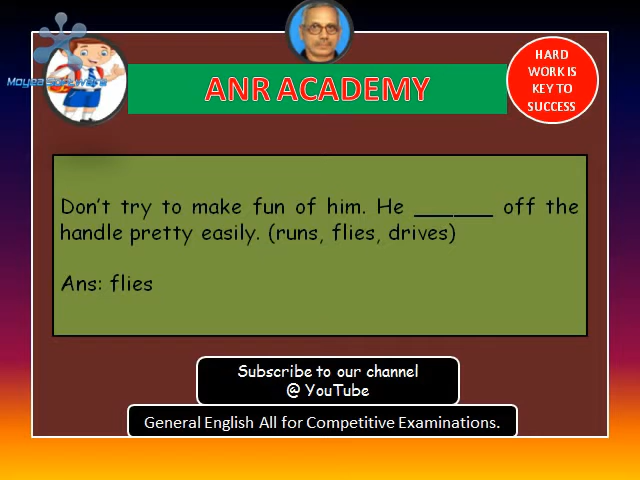 Moyea Software
ANR ACADEMY
HARD
WORK IS
KEY TO
SUCCESS
Don't try to make fun of him. He ______ off the
handle pretty easily. (runs, flies, drives)
Ans: flies
Subscribe to our channel
@ YouTube
General English All for Competitive Examinations.